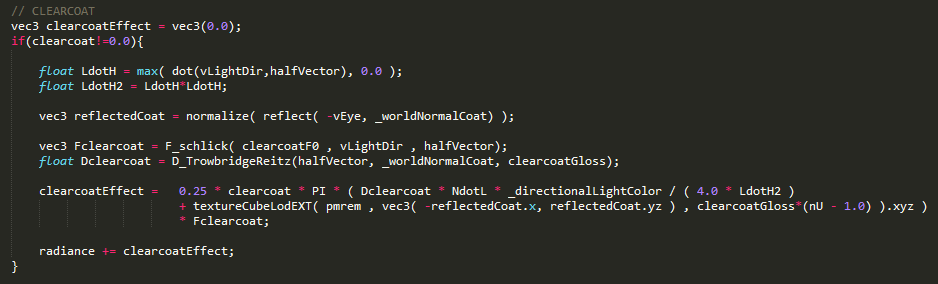 // CLEARCOAT
vec3 clearcoatEffect = vec3(0.0);
if(clearcoat!=0.0){
float LdotH = max( dot(vLightDir,halfVector), 0.0 );
float LdotH2 = LdotH*LdotH;
vec3 reflectedCoat = normalize( reflect( -vEye, _worldNormalCoat) );
vec3 Fclearcoat = F_schlick( clearcoatF0 , vLightDir , halfVector);
float Dclearcoat = D_TrowbridgeReitz(halfVector, _worldNormalCoat, clearcoatGloss);
clearcoatEffect = 0.25 * clearcoat * PI * ( Dclearcoat * NdotL * _directionalLightColor / ( 4.0 * LdotH2 )
+ textureCubeLodEXT( pmrem , vec3( -reflectedCoat.x, reflectedCoat.yz ) , clearcoatGloss*(nU - 1.0) ).xyz )
* Fclearcoat;
radiance += clearcoatEffect;
}